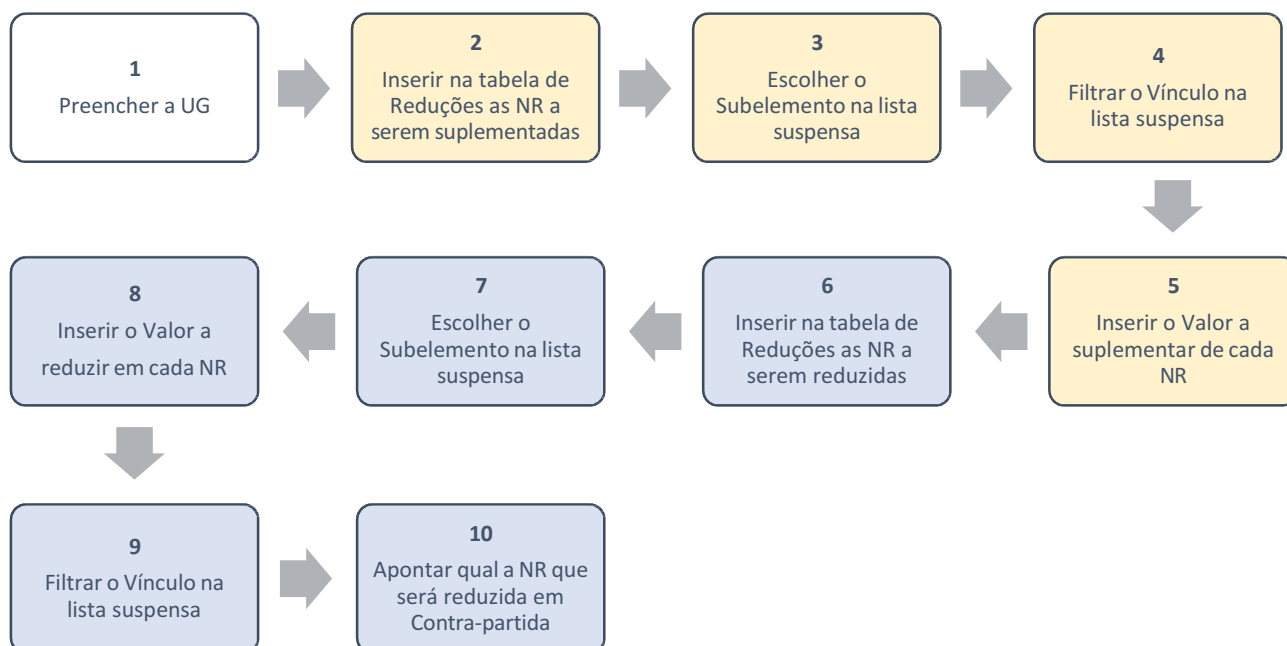 1
Preencher a UG
2
Inserir na tabela de
Reduções as NR a
serem suplementadas
3
Escolher o
Subelemento na lista
suspensa
4
Filtrar o Vínculo na
lista suspensa
5
Inserir o Valor a
suplementar de cada
NR
6
Inserir na tabela de
Reduções as NR a
serem reduzidas
7
Escolher o
Subelemento na lista
suspensa
8
Inserir o Valor a
reduzir em cada NR
9
Filtrar o Vínculo na
lista suspensa
10
Apontar qual a NR que
será reduzida em
Contra-partida